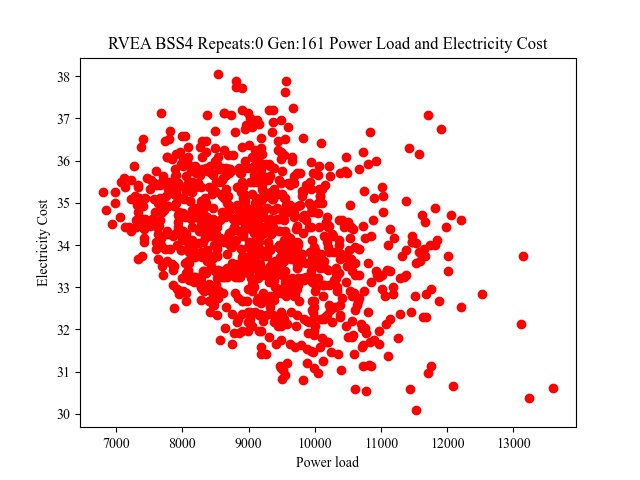 RVEA BSS4 Repeats:0 Gen:161 Power Load and Electricity Cost
38
37
36
35
34
33
32
31
30
Electricity Cost
7000 8000 9000 10000 11000 12000 13000
Power load